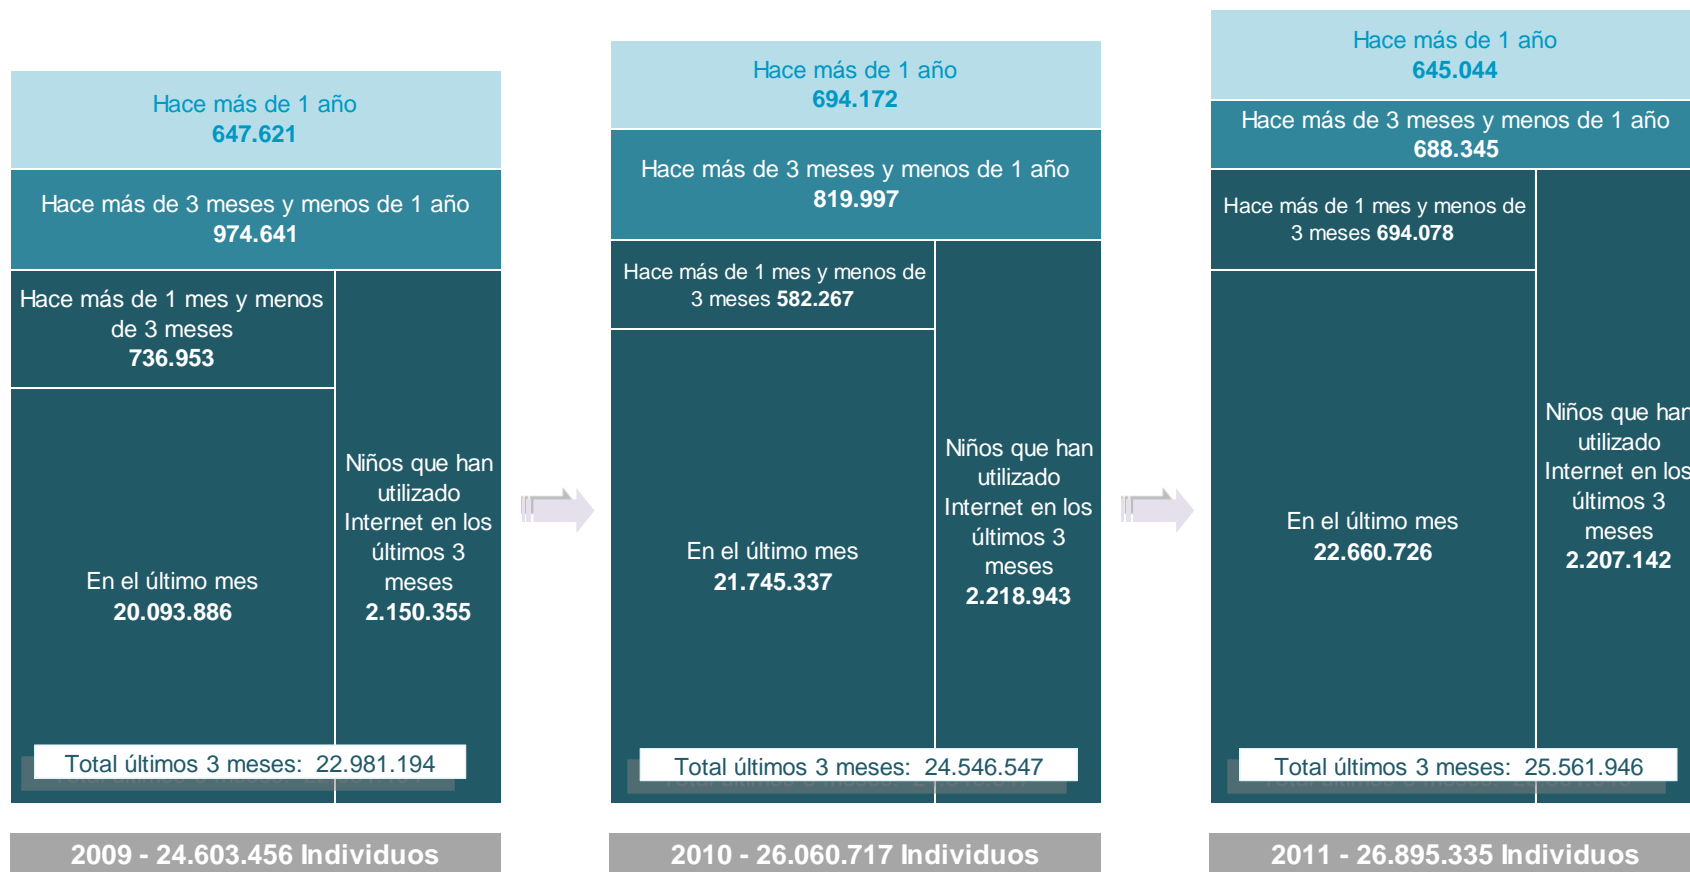 Hace más de 1 año
647.621
Hace más de 3 meses y menos de 1 año
974.641
Hace más de 1 mes y menos
de 3 meses
736.953
En el último mes
20.093.886
Niños que han
utilizado
Internet en los
últimos 3
meses
2.150.355
Total últimos 3 meses: 22.981.194
2009 - 24.603.456 Individuos
Hace más de 1 año
694.172
Hace más de 3 meses y menos de 1 año
819.997
Hace más de 1 mes y menos de
3 meses 582.267
En el último mes
21.745.337
Niños que han
utilizado
Internet en los
últimos 3
meses
2.218.943
Total últimos 3 meses: 24.546.547
2010 - 26.060.717 Individuos
Hace más de 1 año
645.044
Hace más de 3 meses y menos de 1 año
688.345
Hace más de 1 mes y menos de
3 meses 694.078
En el último mes
22.660.726
Niños que han
utilizado
Internet en los
últimos 3
meses
2.207.142
Total últimos 3 meses: 25.561.946
2011 - 26.895.335 Individuos